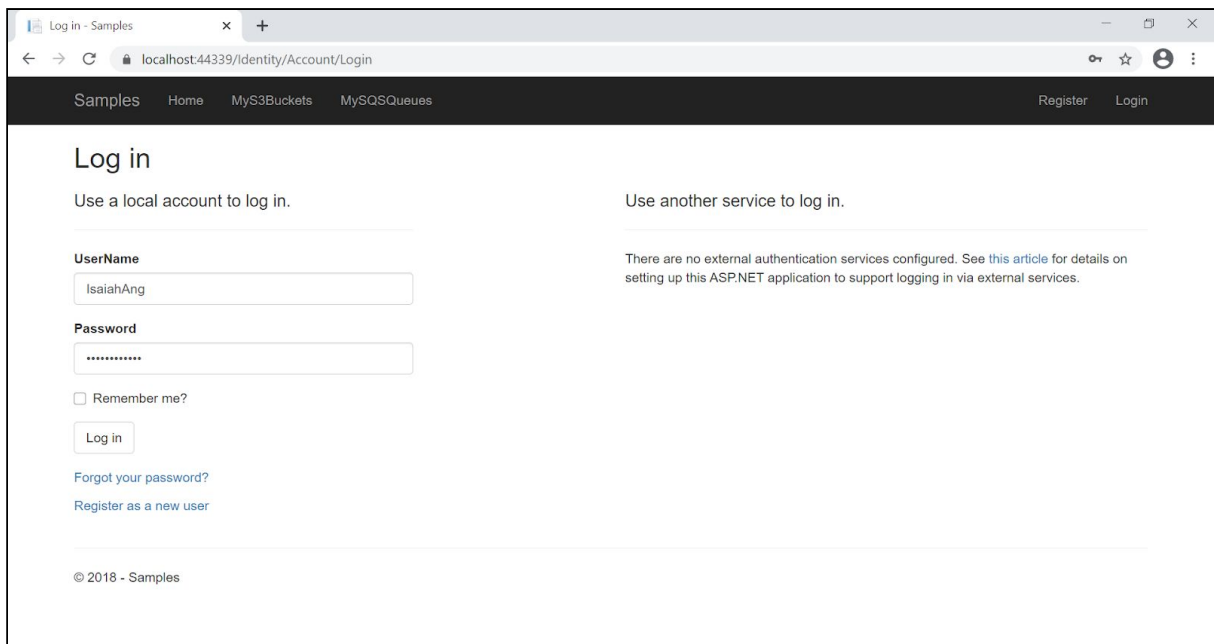 Log in - Samples
localhost:44339/Identity/Account/Login
Samples Home MyS3Buckets MySQSQueues Register Login
Log in
Use a local account to log in.
UserName
IsaiahAng
Password
••••••••••••
Remember me?
Log in
Forgot your password?
Register as a new user
Use another service to log in.
There are no external authentication services configured. See this article for details on
setting up this ASP.NET application to support logging in via external services.
© 2018 - Samples